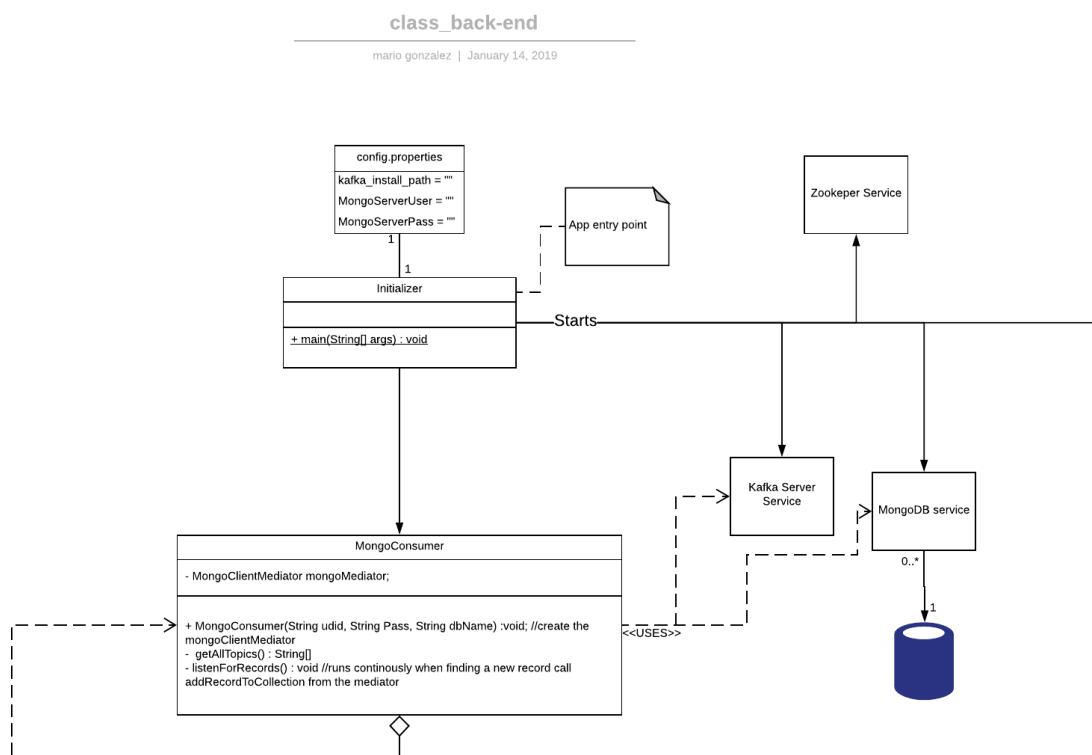 class_back-end
mario gonzalez | January 14, 2019
config.properties
kafka_install_path = ""
MongoServerUser = ""
MongoServerPass = ""
1
1
App entry point
Zookeper Service
Initializer
Starts
+ main(String[] args) : void
Kafka Server
Service
MongoDB service
MongoConsumer
0..*
- MongoClientMediator mongoMediator;
1
+ MongoConsumer(String udid, String Pass, String dbName) :void; //create the
mongoClientMediator
- getAllTopics() : String[]
- listenForRecords() : void //runs continously when finding a new record call
addRecordToCollection from the mediator
<<USES>>